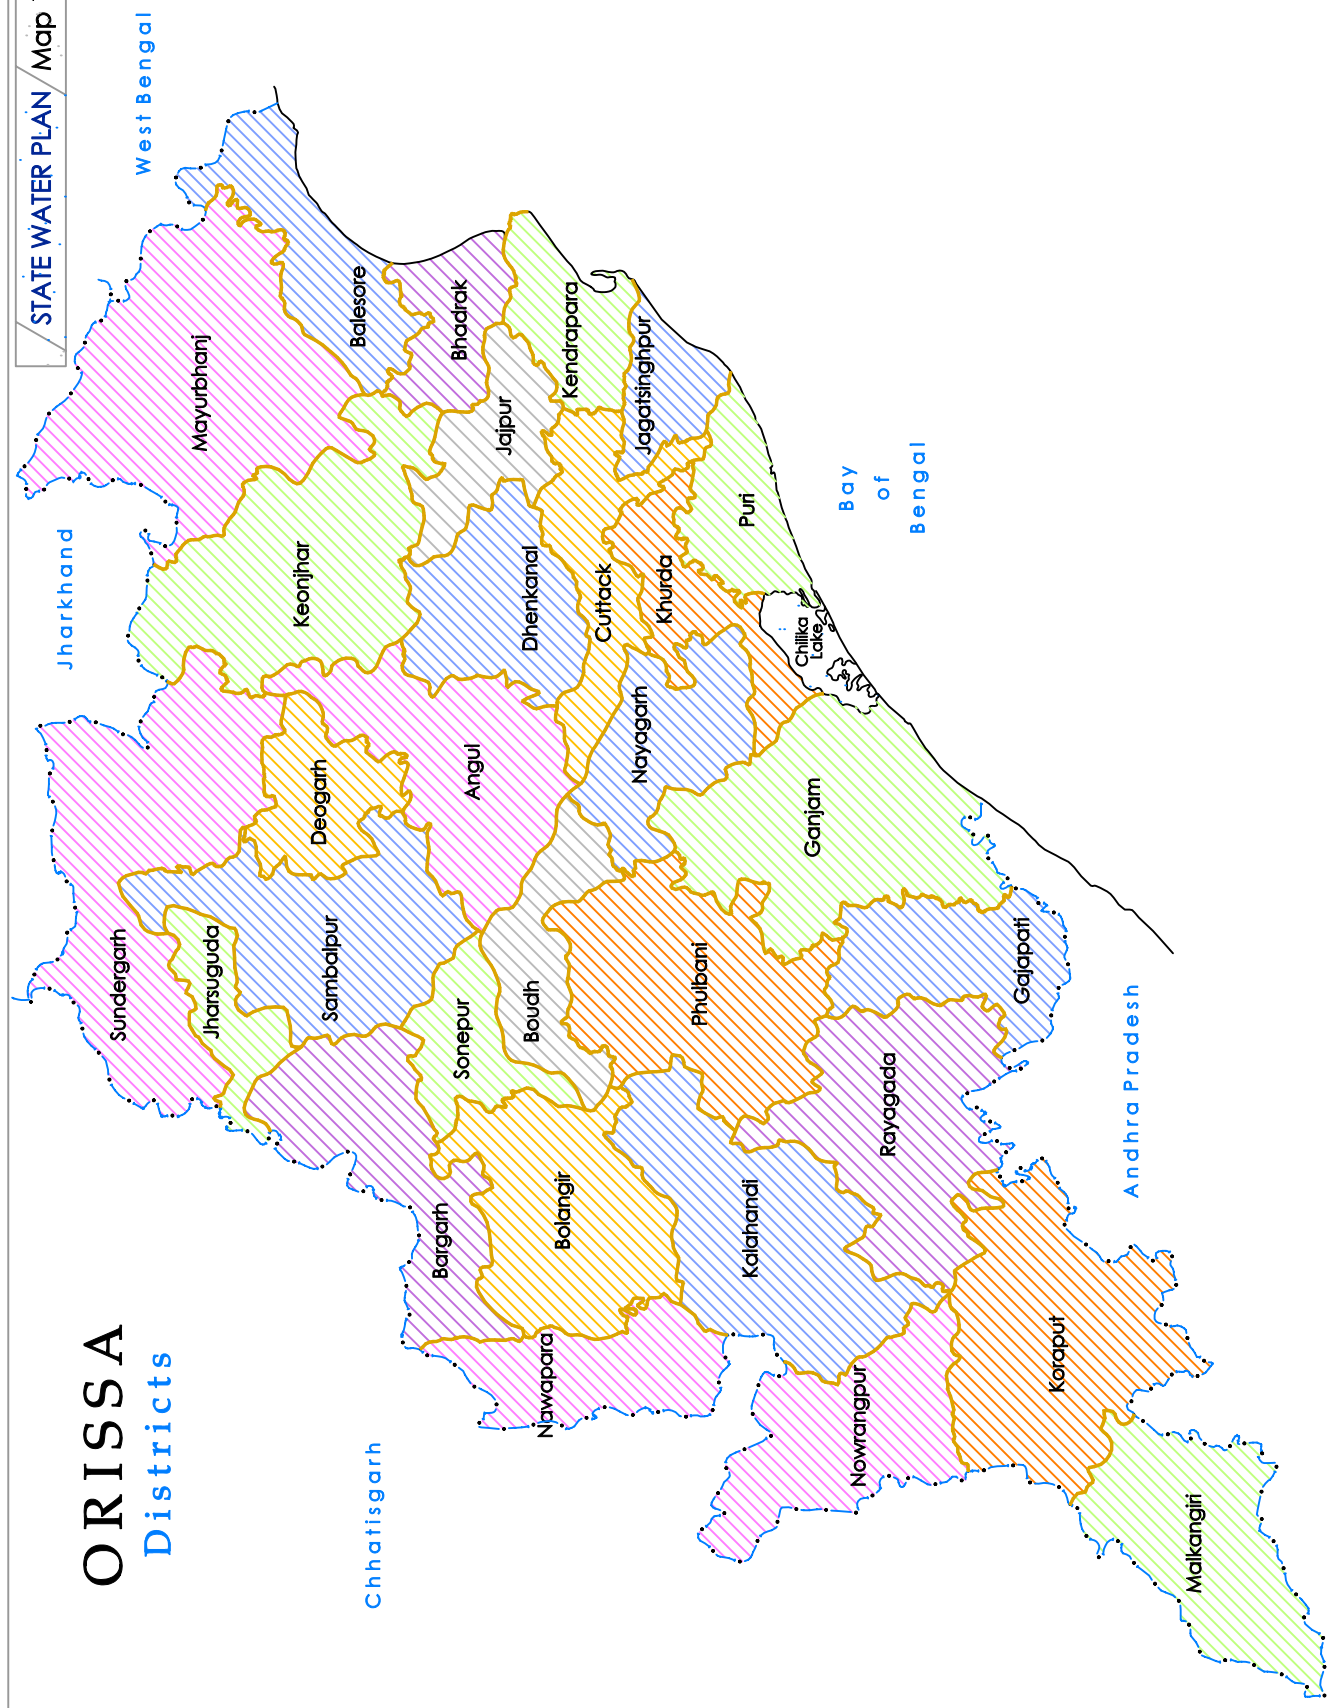 STATE WATER PLAN
Map
ORISSA
Districts
West Bengal
Jharkhand
Chhatisgarh
Andhra Pradesh
Bay
of
Bengal
Mayurbhanj
Balesore
Bhadrak
Kendrapara
Jagatsinghpur
Jajpur
Keonjhar
Dhenkanal
Cuttack
Khurda
Puri
Chilika
Lake
Nayagarh
Angul
Deogarh
Sundergarh
Jharsuguda
Sambalpur
Sonepur
Boudh
Phulbani
Ganjam
Gajapati
Rayagada
Bargarh
Bolangir
Kalahandi
Nawapara
Nowrangpur
Koraput
Malkangiri